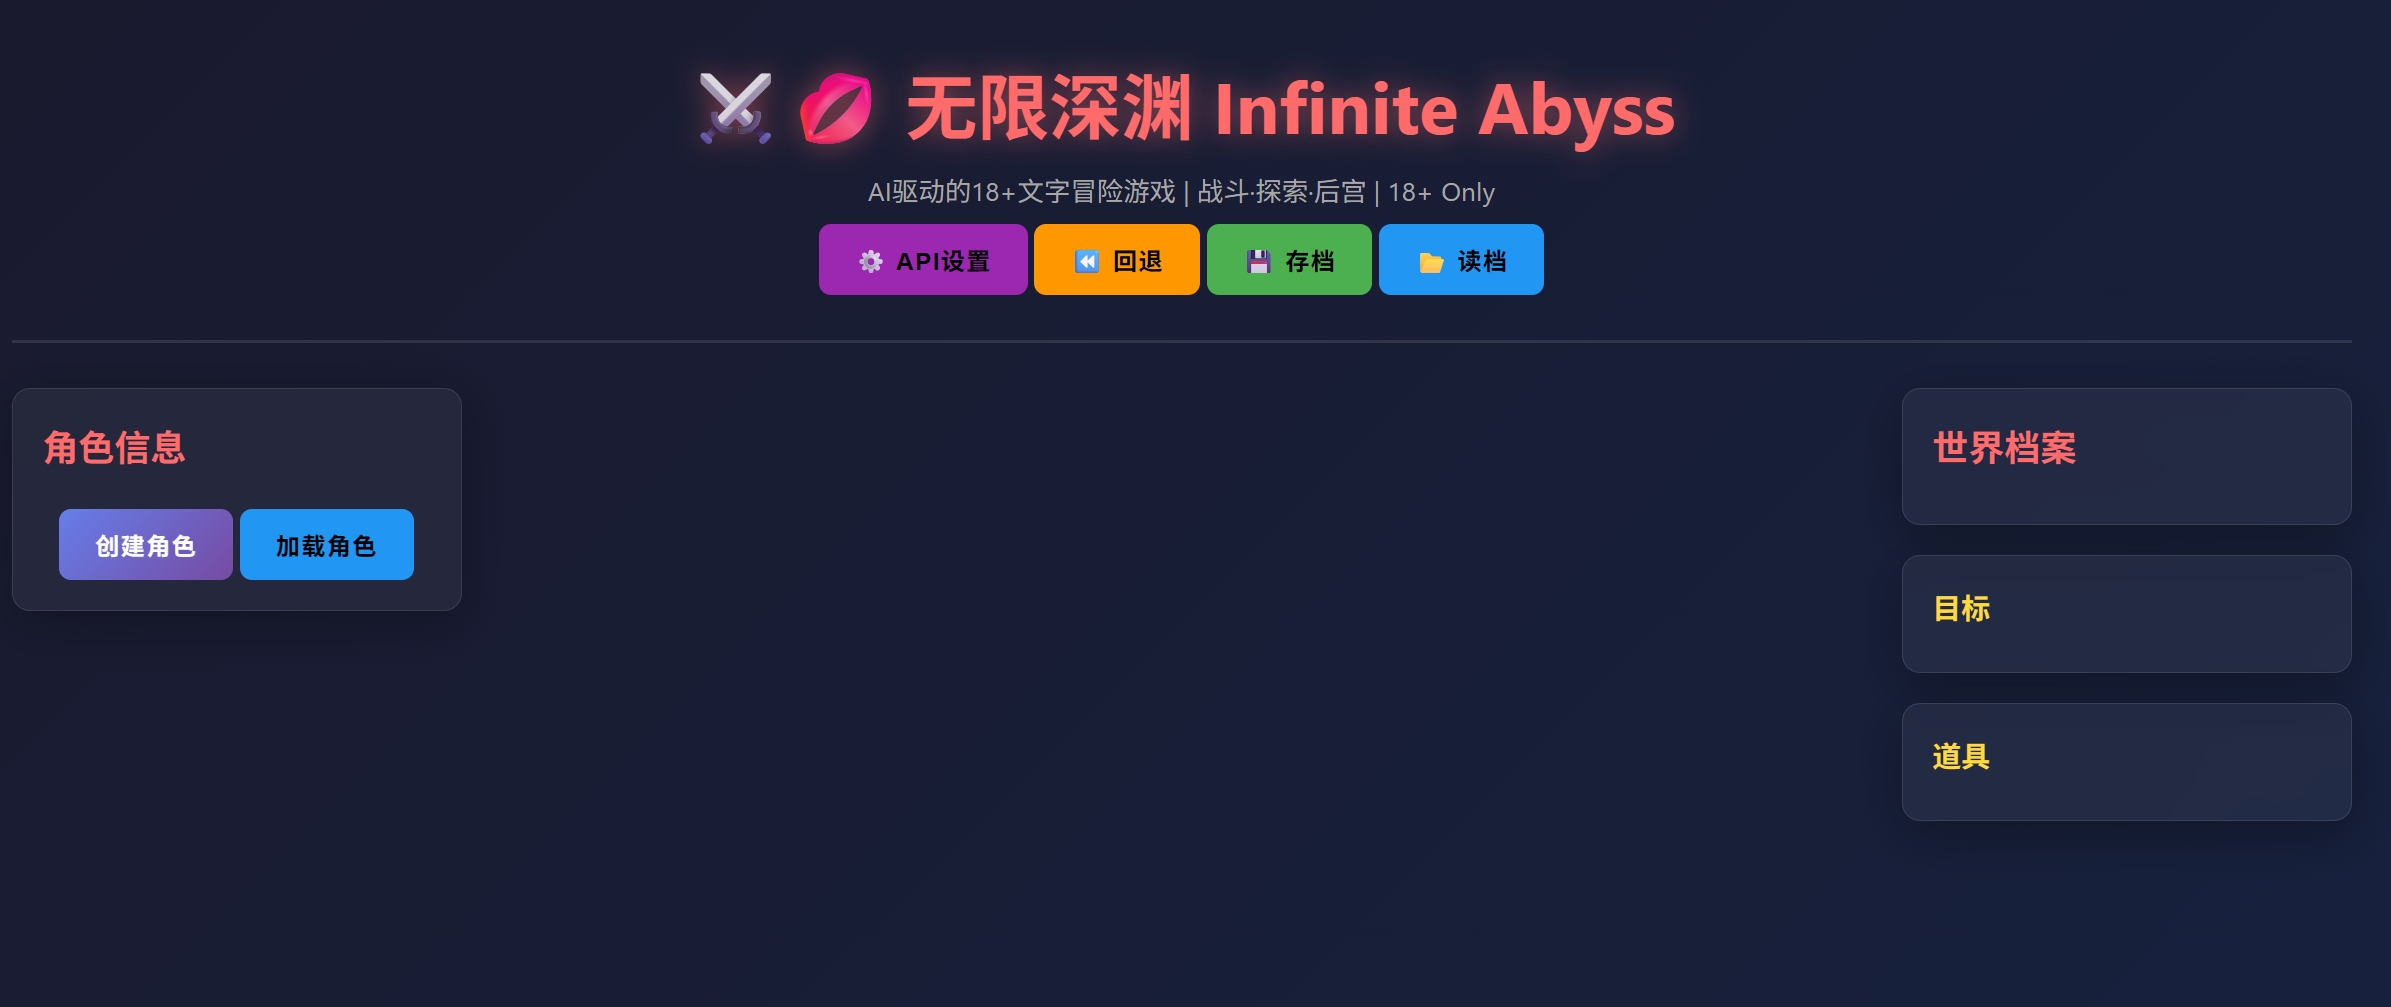 无限深渊 Infinite Abyss
AI驱动的18+文字冒险游戏 | 战斗·探索·后宫 | 18+ Only
API设置 回退 存档 读档
角色信息
创建角色 加载角色
世界档案
目标
道具